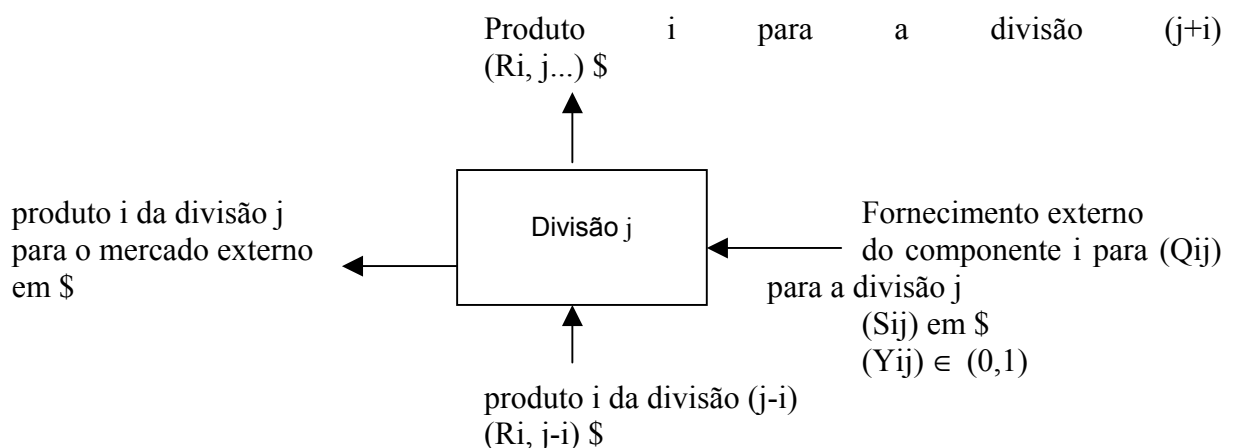 Produto i para a divisão (j+i)
(Ri, j...) $
produto i da divisão j
para o mercado externo
em $
Divisão j
Fornecimento externo
do componente i para (Qij)
para a divisão j
(Sij) em $
(Yij) ∈ (0,1)
produto i da divisão (j-i)
(Ri, j-i) $